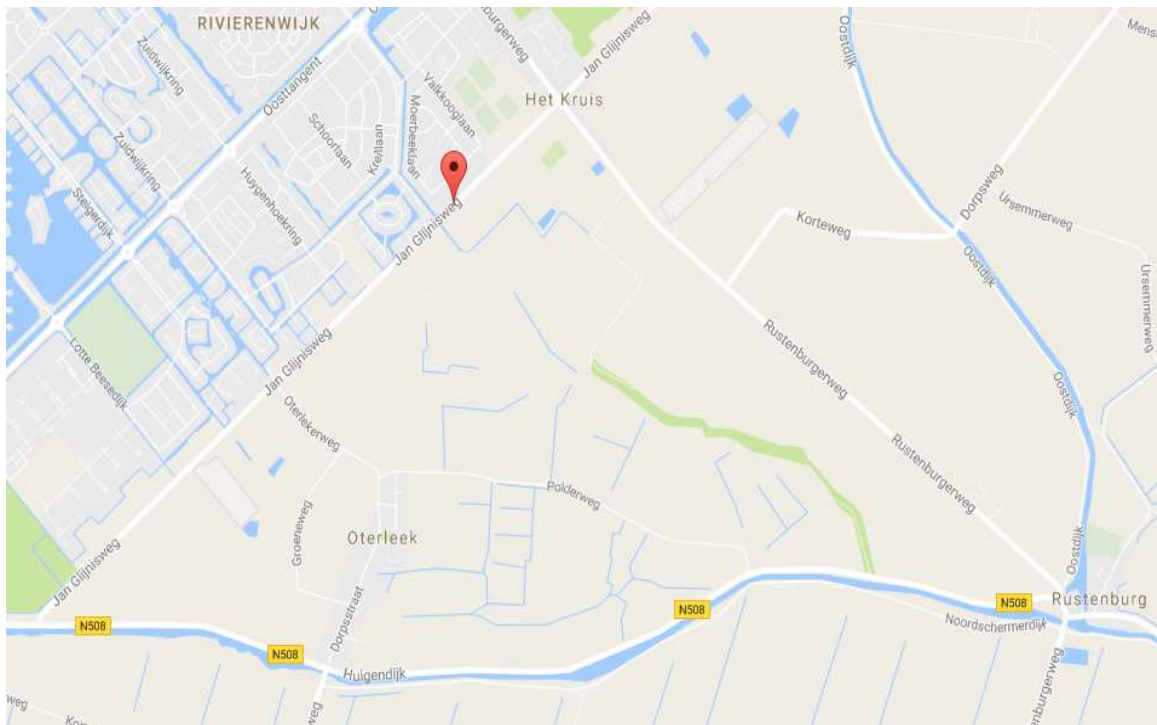 RIVIERENWIJK
Zuidwijkring
Oosttangent
Valkkooglaan
Jan Glijnisweg
Oostdijk
Het Kruis
Moerbeeklaan
Schoorlaan
Zuidwijkring
Huygenhoekring
Steigerdijk
Jan Glijnisweg
Korteweg
Dorpsweg
Ursemmerweg
Oostdijk
Ursemmerweg
Lotte Beesedijk
Jan Glijnisweg
Rustenburgerweg
Oostdijk
Oterlekerweg
Rustenburgerweg
Polderweg
Groeneweg
Oterleek
Oostdijk
Jan Glijnisweg
N508
N508
N508
N508
Rustenburg
Noordschermerdijk
Dorpsstraat
Huigendijk